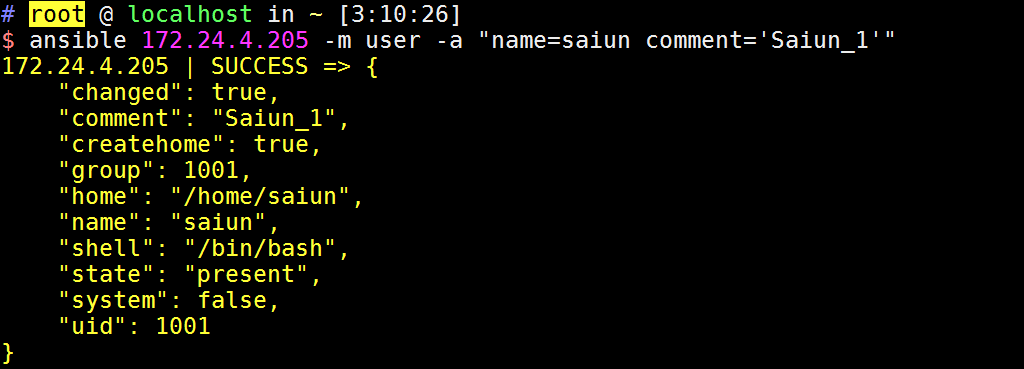 # root @ localhost in ~ [3:10:26]
$ ansible 172.24.4.205 -m user -a "name=saiun comment='Saiun_1'"
172.24.4.205 | SUCCESS => {
    "changed": true,
    "comment": "Saiun_1",
    "createhome": true,
    "group": 1001,
    "home": "/home/saiun",
    "name": "saiun",
    "shell": "/bin/bash",
    "state": "present",
    "system": false,
    "uid": 1001
}